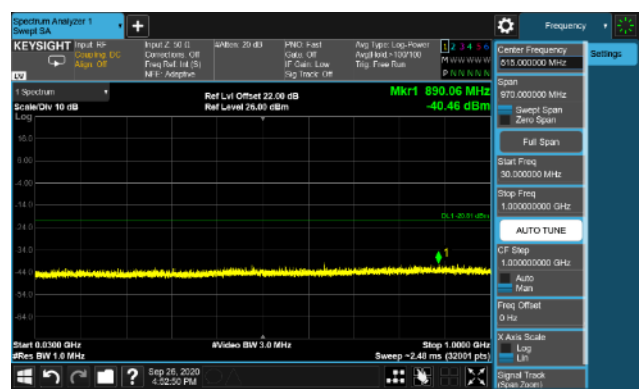 Spectrum Analyzer 1
Swept SA
+
Frequency
KEYSIGHT
Input: RF
Coupling: DC
Align: Off
Input Z: 50 Ω
Corrections: Off
Freq Ref: Int (S)
NFE: Adaptive
#Atten: 20 dB
PNO: Fast
Gate: Off
IF Gain: Low
Sig Track: Off
Avg Type: Log-Power
Avg|Hold: >100/100
Trig: Free Run
1 2 3 4 5 6
M W W W W W
P N N N N N
LV
Center Frequency
515.000000 MHz
Settings
1 Spectrum
Scale/Div 10 dB
Log
Ref Lvl Offset 22.00 dB
Ref Level 26.00 dBm
Mkr1 890.06 MHz
-40.46 dBm
Span
970.000000 MHz
Swept Span
Zero Span
Full Span
16.0
6.00
-4.00
-14.0
-24.0
-34.0
-44.0
-54.0
-64.0
1
Start Freq
30.000000 MHz
Stop Freq
1.000000000 GHz
AUTO TUNE
CF Step
1.000000000 GHz
Auto
Man
Freq Offset
0 Hz
X Axis Scale
Log
Lin
Signal Track
(Span Zoom)
Start 0.0300 GHz
#Res BW 1.0 MHz
#Video BW 3.0 MHz
Stop 1.0000 GHz
Sweep ~2.48 ms (32001 pts)
?
Sep 26, 2020
4:52:50 PM